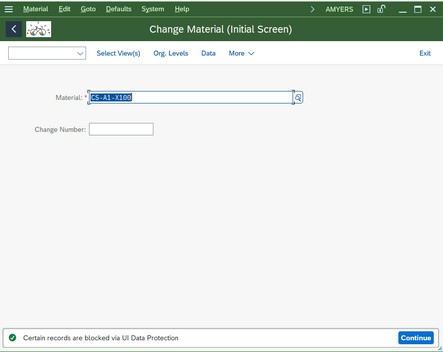 Material Edit Goto Defaults System Help AMYERS
Change Material (Initial Screen)
Select View(s) Org. Levels Data More Exit
Material: * CS-A1-X100
Change Number:
Certain records are blocked via UI Data Protection Continue